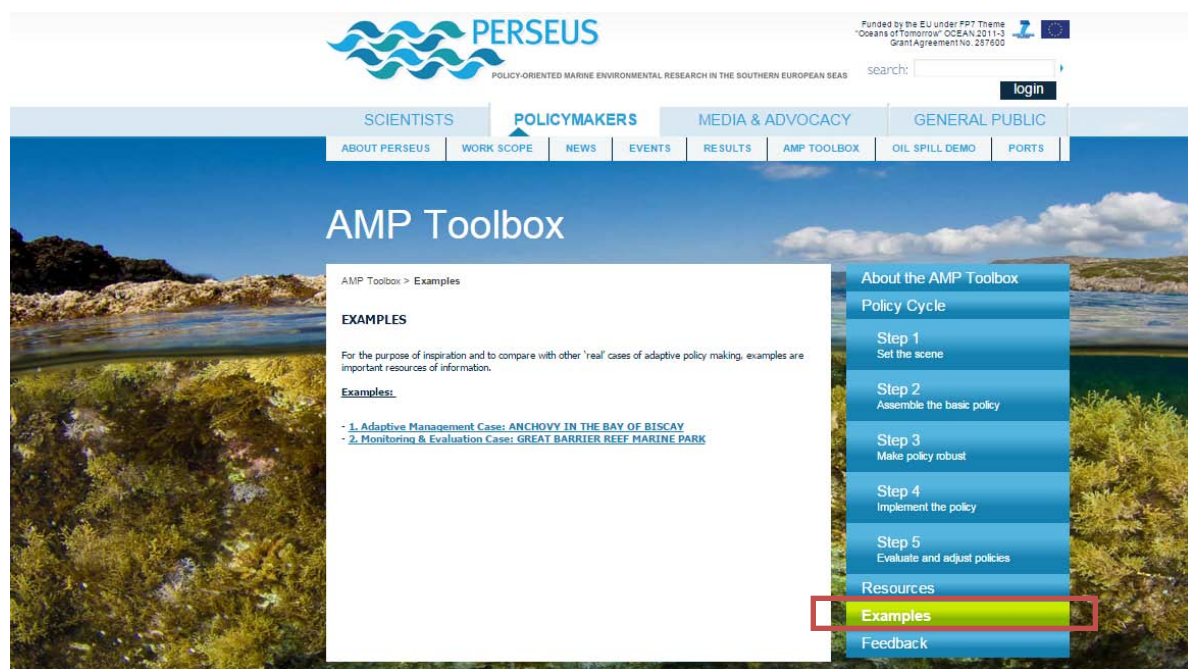 PERSEUS
POLICY-ORIENTED MARINE ENVIRONMENTAL RESEARCH IN THE SOUTHERN EUROPEAN SEAS
Funded by the EU under FP7 Theme
"Oceans of Tomorrow" OCEAN.2011-3
Grant Agreement No. 287600
search:
login
SCIENTISTS
POLICYMAKERS
MEDIA & ADVOCACY
GENERAL PUBLIC
ABOUT PERSEUS
WORK SCOPE
NEWS
EVENTS
RESULTS
AMP TOOLBOX
OIL SPILL DEMO
PORTS
AMP Toolbox
AMP Toolbox > Examples
EXAMPLES
For the purpose of inspiration and to compare with other 'real' cases of adaptive policy making, examples are
important resources of information.
Examples:
- 1. Adaptive Management Case: ANCHOVY IN THE BAY OF BISCAY
- 2. Monitoring & Evaluation Case: GREAT BARRIER REEF MARINE PARK
About the AMP Toolbox
Policy Cycle
Step 1
Set the scene
Step 2
Assemble the basic policy
Step 3
Make policy robust
Step 4
Implement the policy
Step 5
Evaluate and adjust policies
Resources
Examples
Feedback